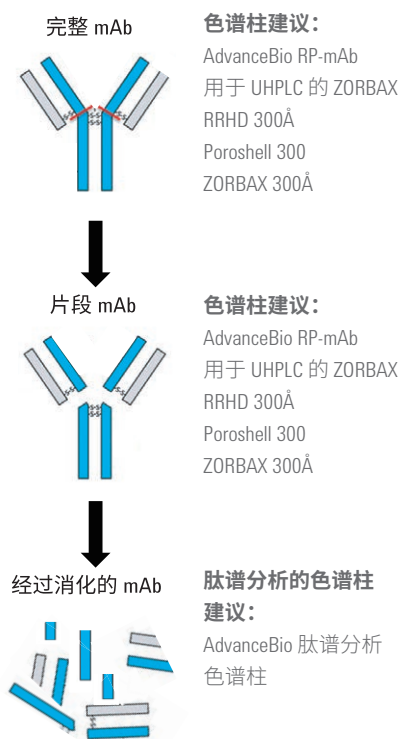 完整 mAb
色谱柱建议：
AdvanceBio RP-mAb
用于 UHPLC 的 ZORBAX
RRHD 300Å
Poroshell 300
ZORBAX 300Å
片段 mAb
色谱柱建议：
AdvanceBio RP-mAb
用于 UHPLC 的 ZORBAX
RRHD 300Å
Poroshell 300
ZORBAX 300Å
经过消化的 mAb
肽谱分析的色谱柱
建议：
AdvanceBio 肽谱分析
色谱柱